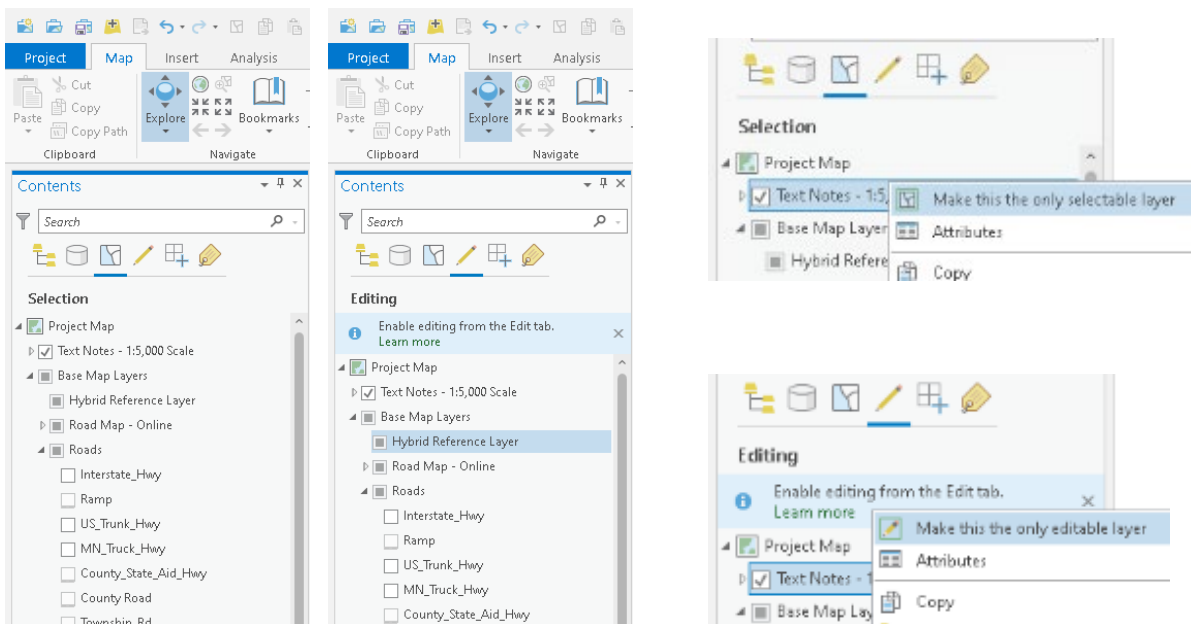 Project Map Insert Analysis
Cut
Copy
Copy Path
Paste
Explore
Bookmarks
Clipboard Navigate
Contents
Search
Selection
Project Map
Text Notes - 1:5,000 Scale
Base Map Layers
Hybrid Reference Layer
Road Map - Online
Roads
Interstate_Hwy
Ramp
US_Trunk_Hwy
MN_Truck_Hwy
County_State_Aid_Hwy
County Road
Township Rd
Project Map Insert Analysis
Cut
Copy
Copy Path
Paste
Explore
Bookmarks
Clipboard Navigate
Contents
Search
Editing
Enable editing from the Edit tab.
Learn more
Project Map
Text Notes - 1:5,000 Scale
Base Map Layers
Hybrid Reference Layer
Road Map - Online
Roads
Interstate_Hwy
Ramp
US_Trunk_Hwy
MN_Truck_Hwy
County_State_Aid_Hwy
Selection
Project Map
Text Notes - 1:5,
Base Map Layer
Hybrid Refere
Make this the only selectable layer
Attributes
Copy
Editing
Enable editing from the Edit tab.
Learn more
Project Map
Text Notes - 1
Base Map Lay
Make this the only editable layer
Attributes
Copy